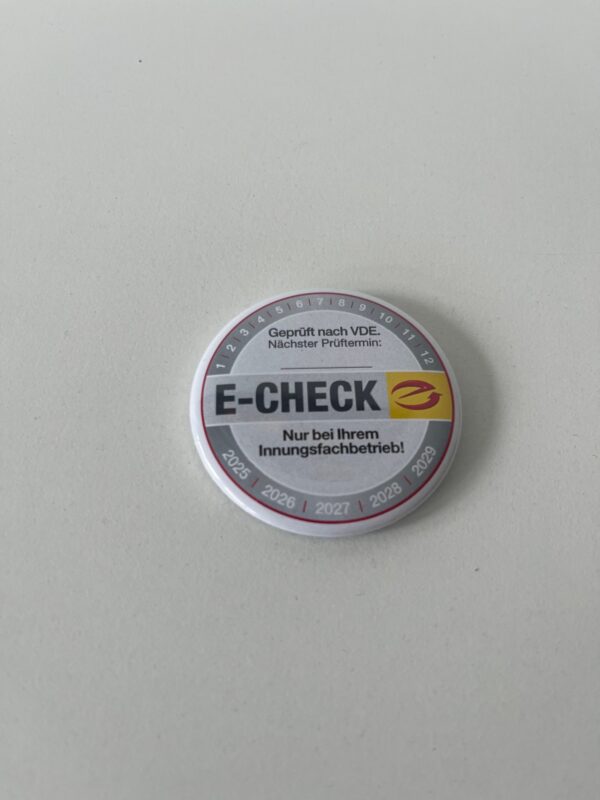 1 | 2 | 3 | 4 | 5 | 6 | 7 | 8 | 9 | 10 | 11 | 12
Geprüft nach VDE.
Nächster Prüftermin:
E-CHECK
Nur bei Ihrem
Innungsfachbetrieb!
2025 | 2026 | 2027 | 2028 | 2029